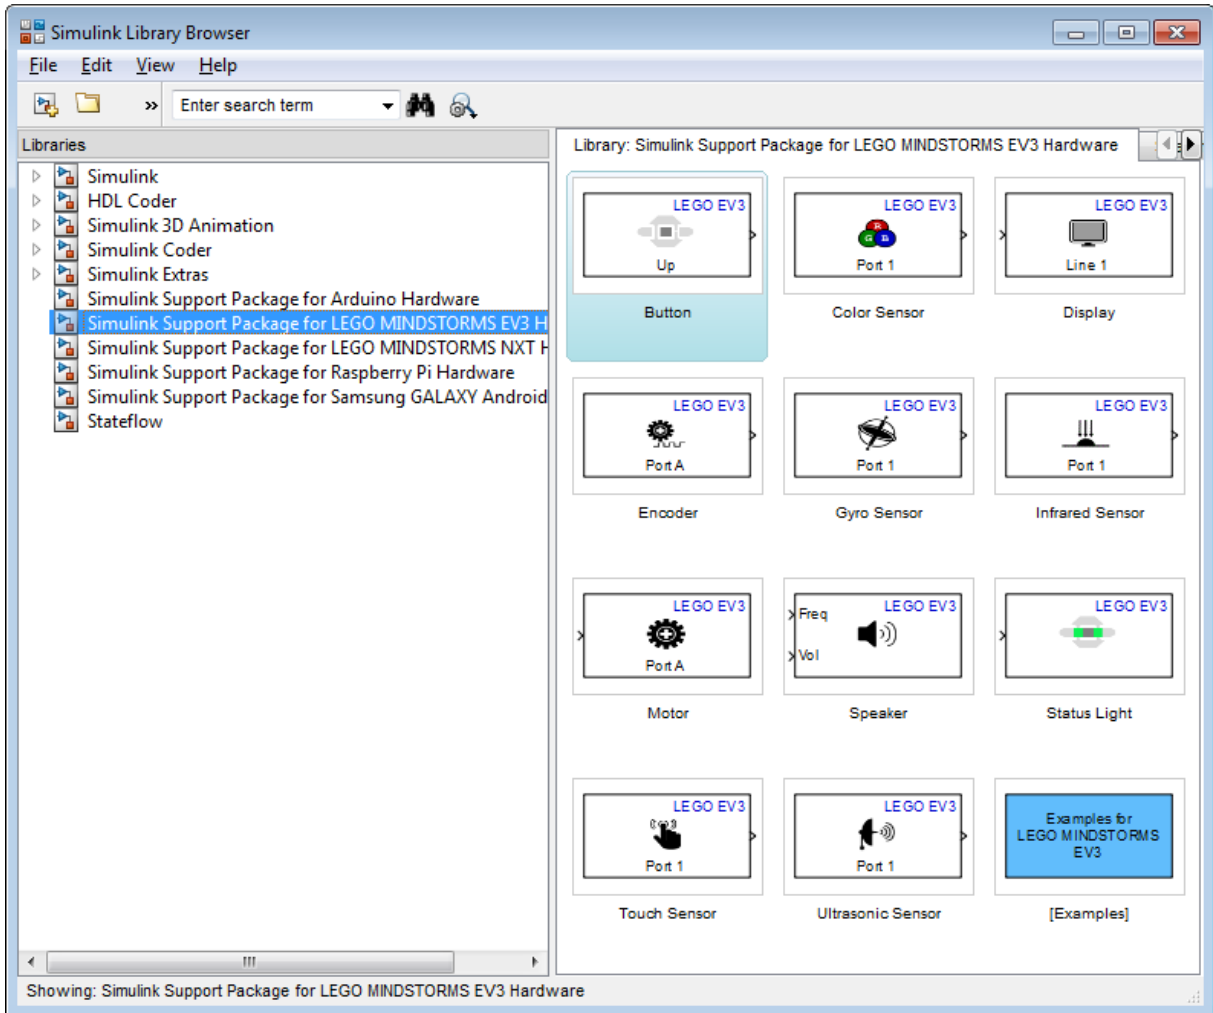 Simulink Library Browser
File Edit View Help
» Enter search term
Libraries
Simulink
HDL Coder
Simulink 3D Animation
Simulink Coder
Simulink Extras
Simulink Support Package for Arduino Hardware
Simulink Support Package for LEGO MINDSTORMS EV3 H
Simulink Support Package for LEGO MINDSTORMS NXT H
Simulink Support Package for Raspberry Pi Hardware
Simulink Support Package for Samsung GALAXY Android
Stateflow
Library: Simulink Support Package for LEGO MINDSTORMS EV3 Hardware
LEGO EV3
Up
Button
LEGO EV3
R
G B
Port 1
Color Sensor
LEGO EV3
Line 1
Display
LEGO EV3
Port A
Encoder
LEGO EV3
Port 1
Gyro Sensor
LEGO EV3
Port 1
Infrared Sensor
LEGO EV3
Port A
Motor
LEGO EV3
Freq
Vol
Speaker
LEGO EV3
Status Light
LEGO EV3
Port 1
Touch Sensor
LEGO EV3
Port 1
Ultrasonic Sensor
Examples for
LEGO MINDSTORMS
EV3
[Examples]
Showing: Simulink Support Package for LEGO MINDSTORMS EV3 Hardware